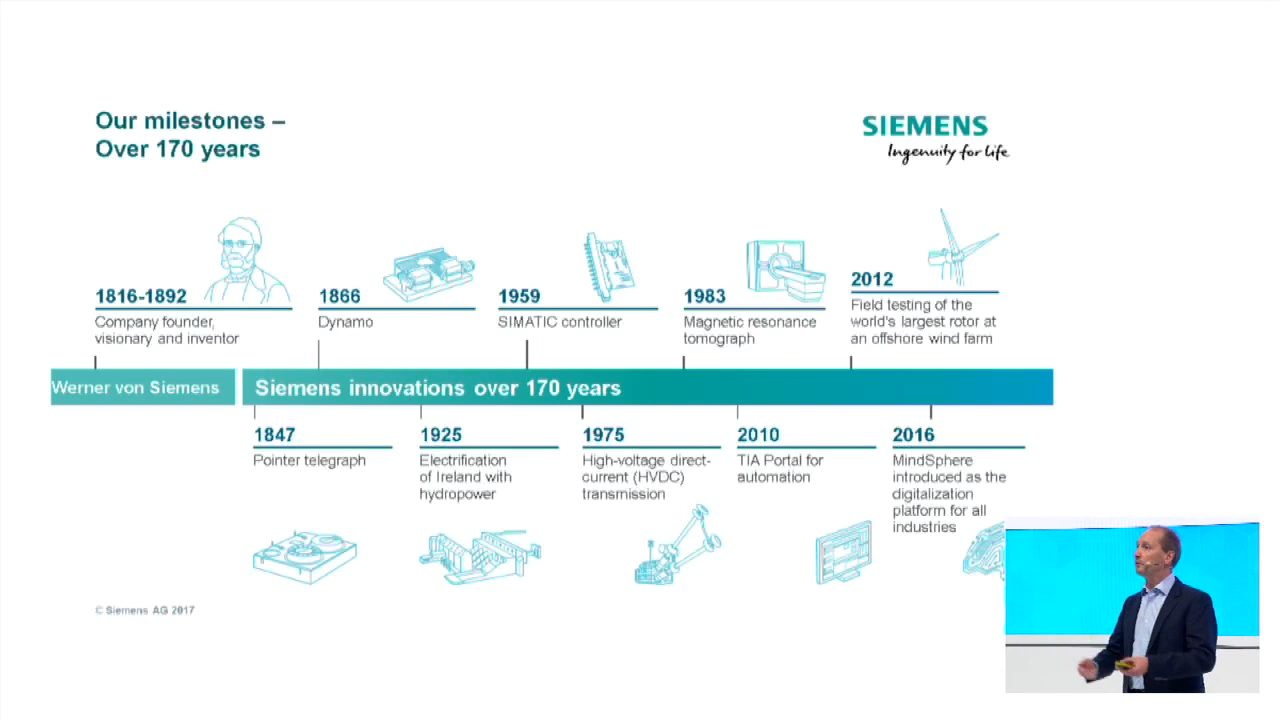 Our milestones –
Over 170 years
SIEMENS
Ingenuity for life
1816-1892
Company founder,
visionary and inventor
1866
Dynamo
1959
SIMATIC controller
1983
Magnetic resonance
tomograph
2012
Field testing of the
world's largest rotor at
an offshore wind farm
Werner von Siemens
Siemens innovations over 170 years
1847
Pointer telegraph
1925
Electrification
of Ireland with
hydropower
1975
High-voltage direct-
current (HVDC)
transmission
2010
TIA Portal for
automation
2016
MindSphere
introduced as the
digitalization
platform for all
industries
© Siemens AG 2017